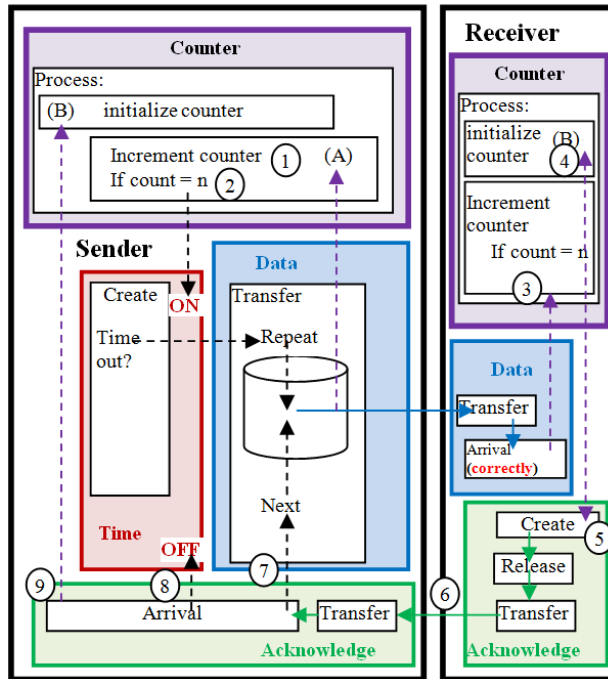 Counter
Process:
(B) initialize counter
Increment counter 1 (A)
If count = n 2
Sender
Create
ON
Time
out?
Time
OFF
Data
Transfer
Repeat
Next
7
8
9
Arrival
Transfer
Acknowledge
6
Receiver
Counter
Process:
initialize (B)
counter 4
Increment
counter
If count = n
3
Data
Transfer
Arrival
(correctly)
Create
5
Release
Transfer
Acknowledge